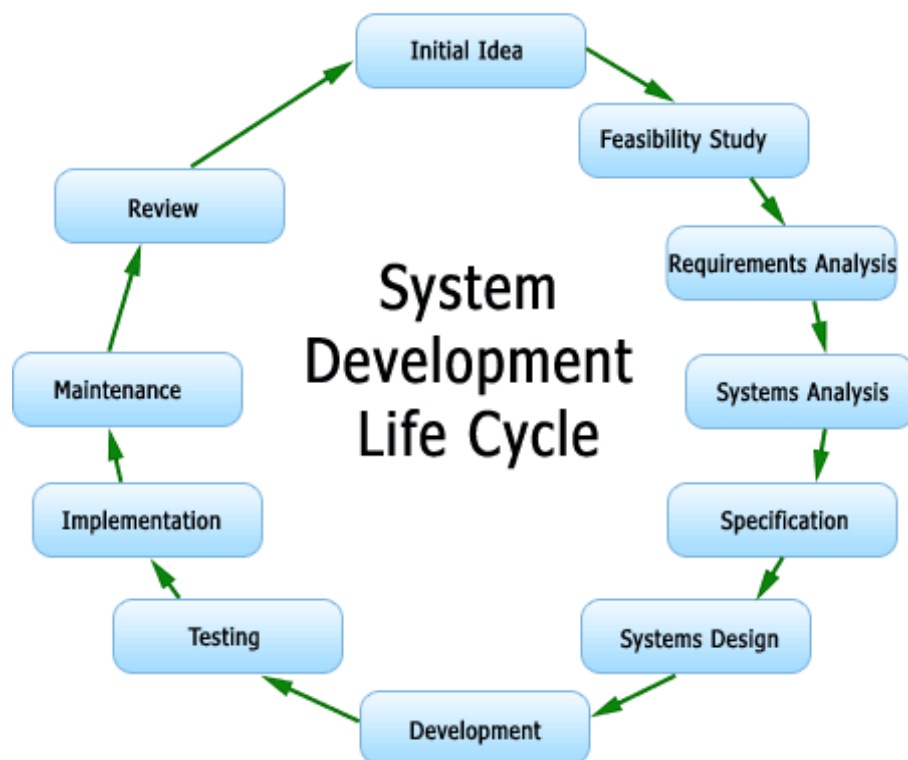 Initial Idea
Feasibility Study
Requirements Analysis
Systems Analysis
Specification
Systems Design
Development
Testing
Implementation
Maintenance
Review
System
Development
Life Cycle